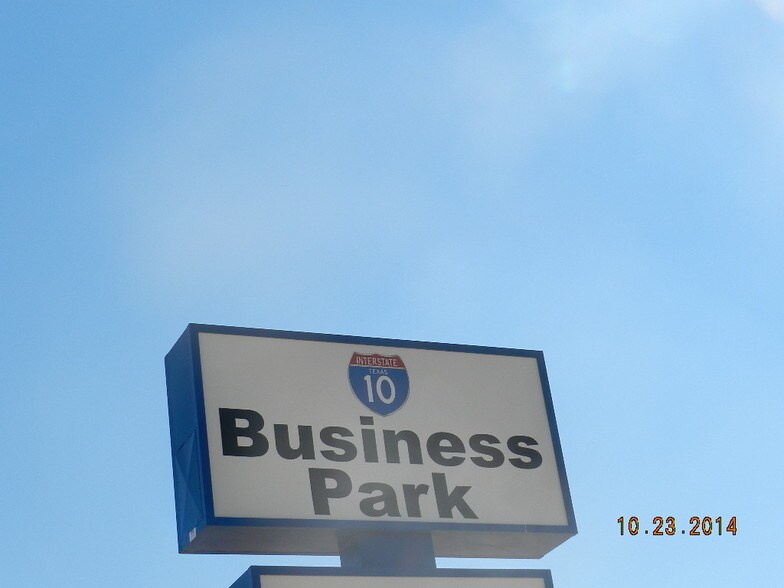 INTERSTATE
TEXAS
10
Business
Park
10.23.2014